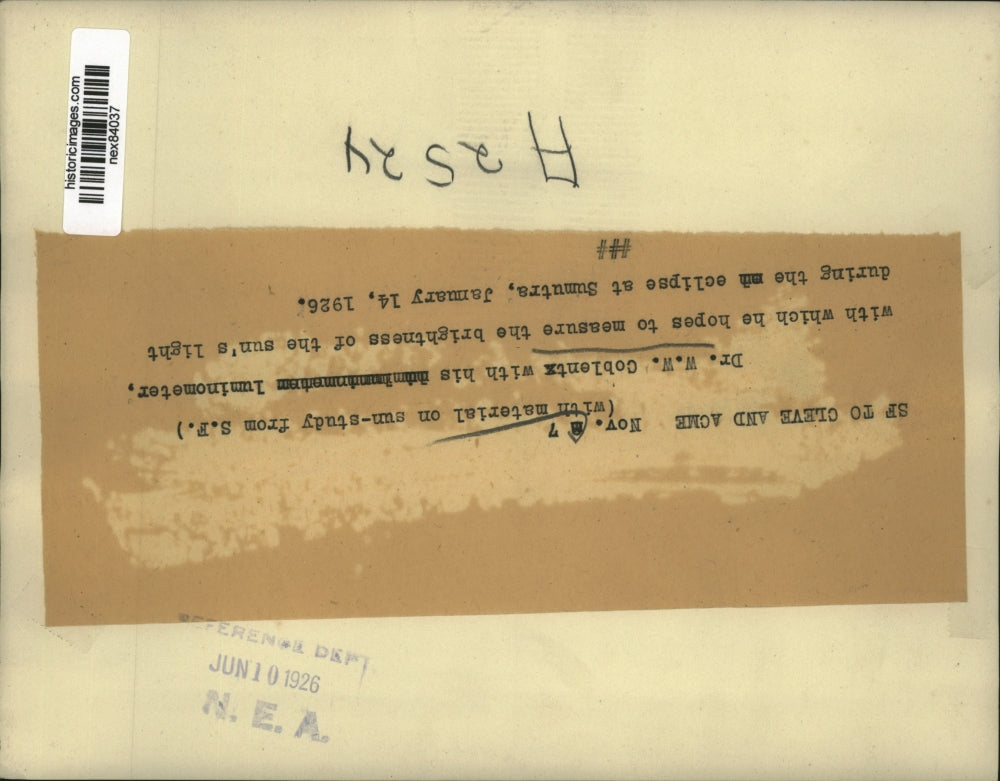 SF TO CLEVE AND ACME Nov. 7
(with material on sun-study from S.F.)
Dr. W.W. Coblentz with his luminometer,
with which he hopes to measure the brightness of the sun's light
during the eclipse at Sumutra, January 14, 1926.
###
A2524
historicimages.com
nex84037
REFERENCE DEPT.
JUN 10 1926
N. E. A.